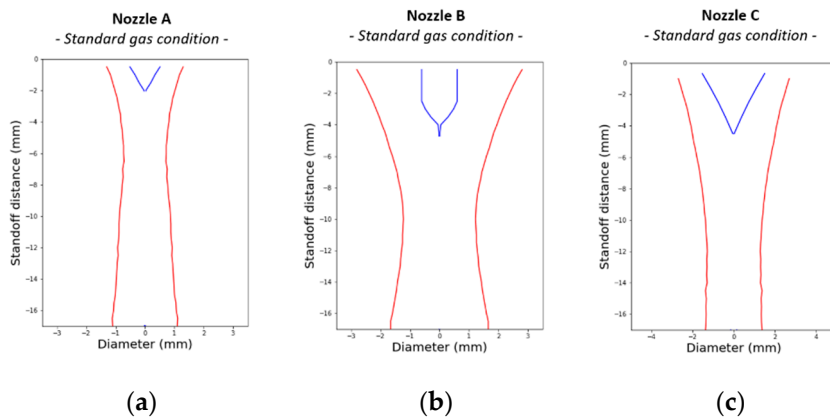 Nozzle A
- Standard gas condition -
Nozzle B
- Standard gas condition -
Nozzle C
- Standard gas condition -
Standoff distance (mm)
0
−2
−4
−6
−8
−10
−12
−14
−16
−3 −2 −1 0 1 2 3
Diameter (mm)
Standoff distance (mm)
0
−2
−4
−6
−8
−10
−12
−14
−16
−3 −2 −1 0 1 2 3
Diameter (mm)
Standoff distance (mm)
0
−2
−4
−6
−8
−10
−12
−14
−16
−4 −2 0 2 4
Diameter (mm)
(a)
(b)
(c)